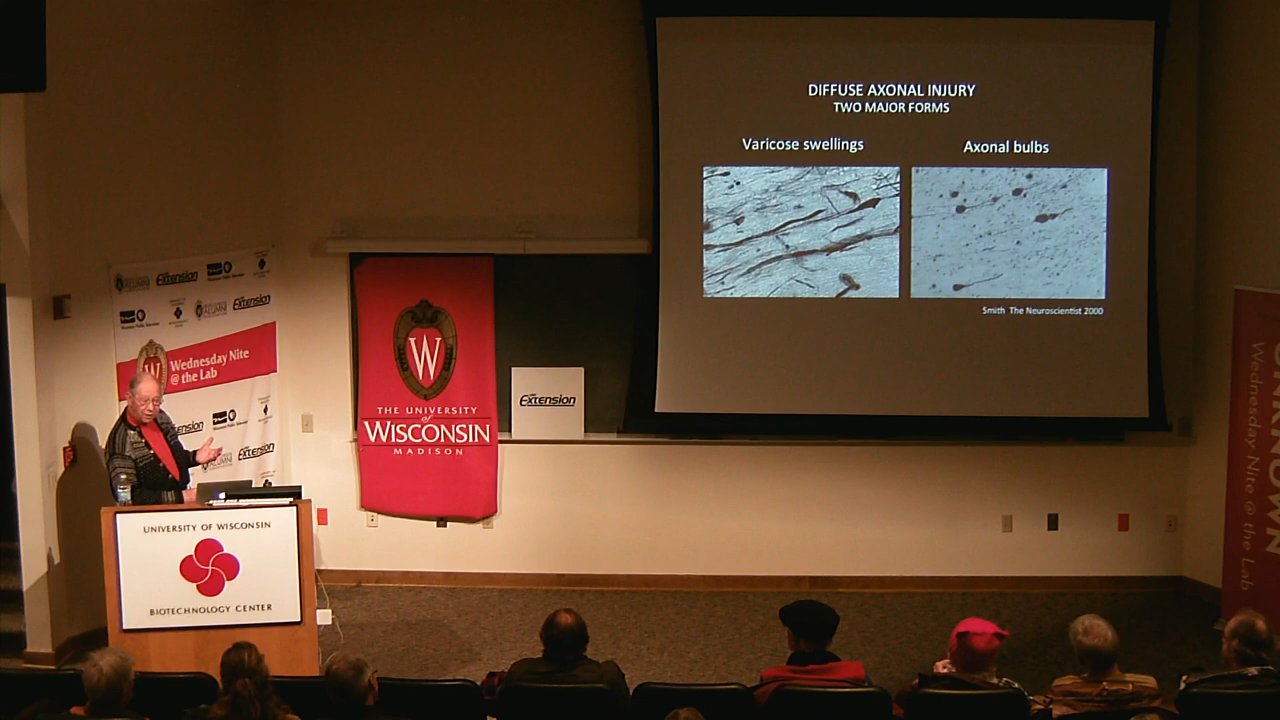 DIFFUSE AXONAL INJURY
TWO MAJOR FORMS
Varicose swellings
Axonal bulbs
Smith The Neuroscientist 2000
ALUMNI
Extension
Extension
Wednesday Nite
@ the Lab
Extension
Extension
W
THE UNIVERSITY
of
WISCONSIN
MADISON
Extension
UNIVERSITY OF WISCONSIN
BIOTECHNOLOGY CENTER
Wednesday Nite @ the Lab